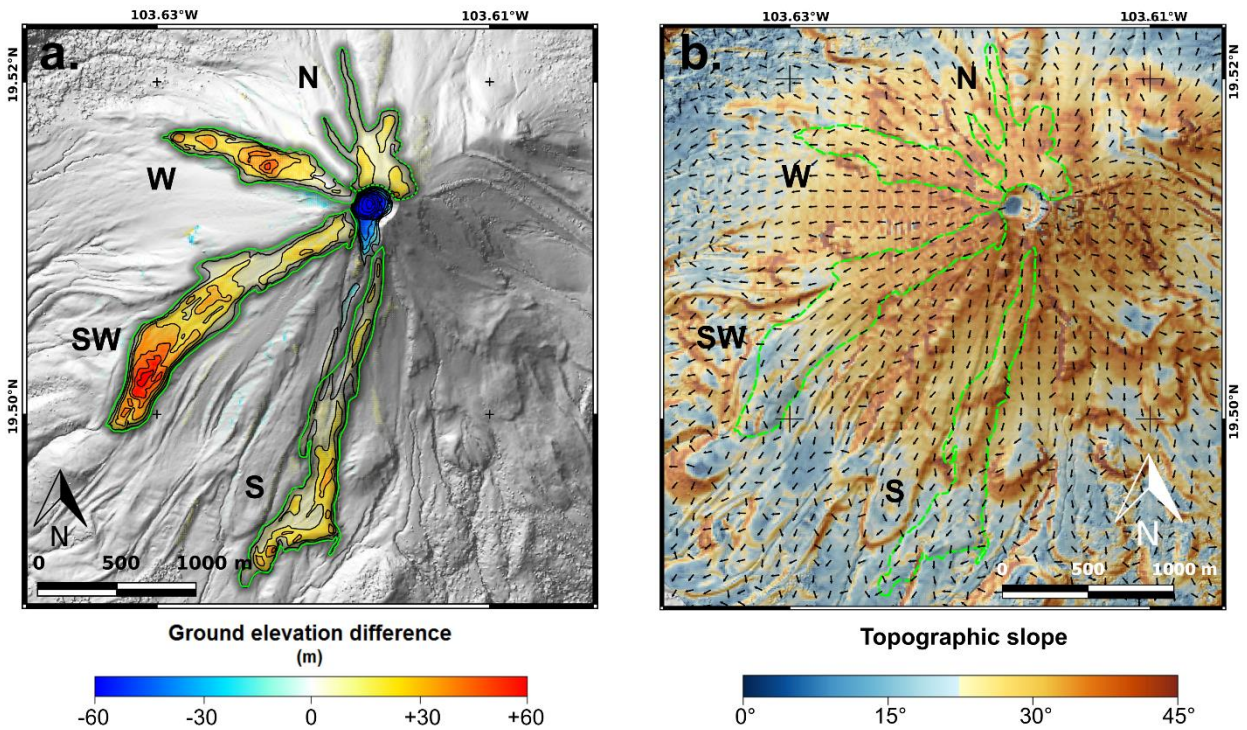 103.63°W 103.61°W
a.
N
W
SW
S
19.52°N
19.50°N
N
0 500 1000 m
Ground elevation difference
(m)
-60 -30 0 +30 +60
103.63°W 103.61°W
b.
N
W
SW
S
19.52°N
19.50°N
N
0 500 1000 m
Topographic slope
0° 15° 30° 45°